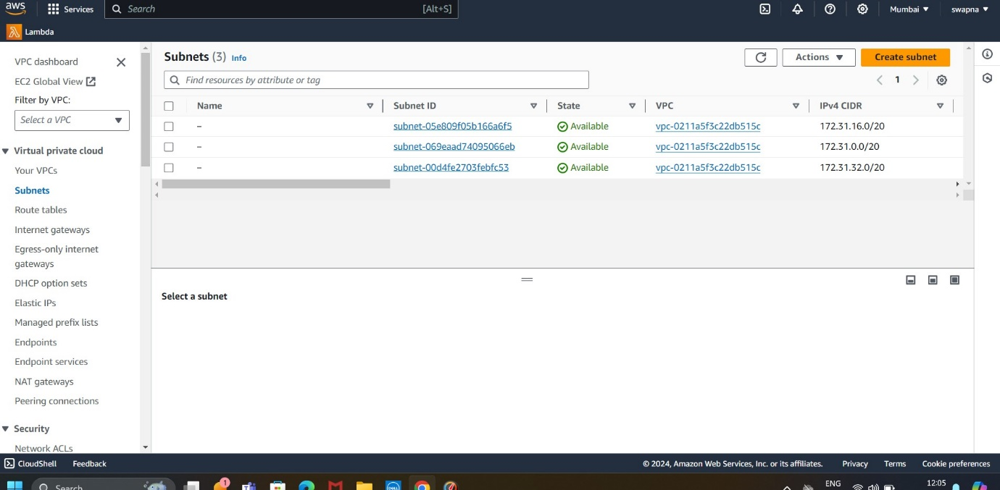 aws Services Search [Alt+S] Mumbai swapna
Lambda
VPC dashboard
EC2 Global View
Filter by VPC:
Select a VPC
Virtual private cloud
Your VPCs
Subnets
Route tables
Internet gateways
Egress-only internet
gateways
DHCP option sets
Elastic IPs
Managed prefix lists
Endpoints
Endpoint services
NAT gateways
Peering connections
Security
Network ACLs
Subnets (3) Info Actions Create subnet
Find resources by attribute or tag 1
Name Subnet ID State VPC IPv4 CIDR
– subnet-05e809f05b166a6f5 Available vpc-0211a5f3c22db515c 172.31.16.0/20
– subnet-069eaad74095066eb Available vpc-0211a5f3c22db515c 172.31.0.0/20
– subnet-00d4fe2703febfc53 Available vpc-0211a5f3c22db515c 172.31.32.0/20
Select a subnet
CloudShell Feedback © 2024, Amazon Web Services, Inc. or its affiliates. Privacy Terms Cookie preferences
Search 1 DELL ENG 12:05